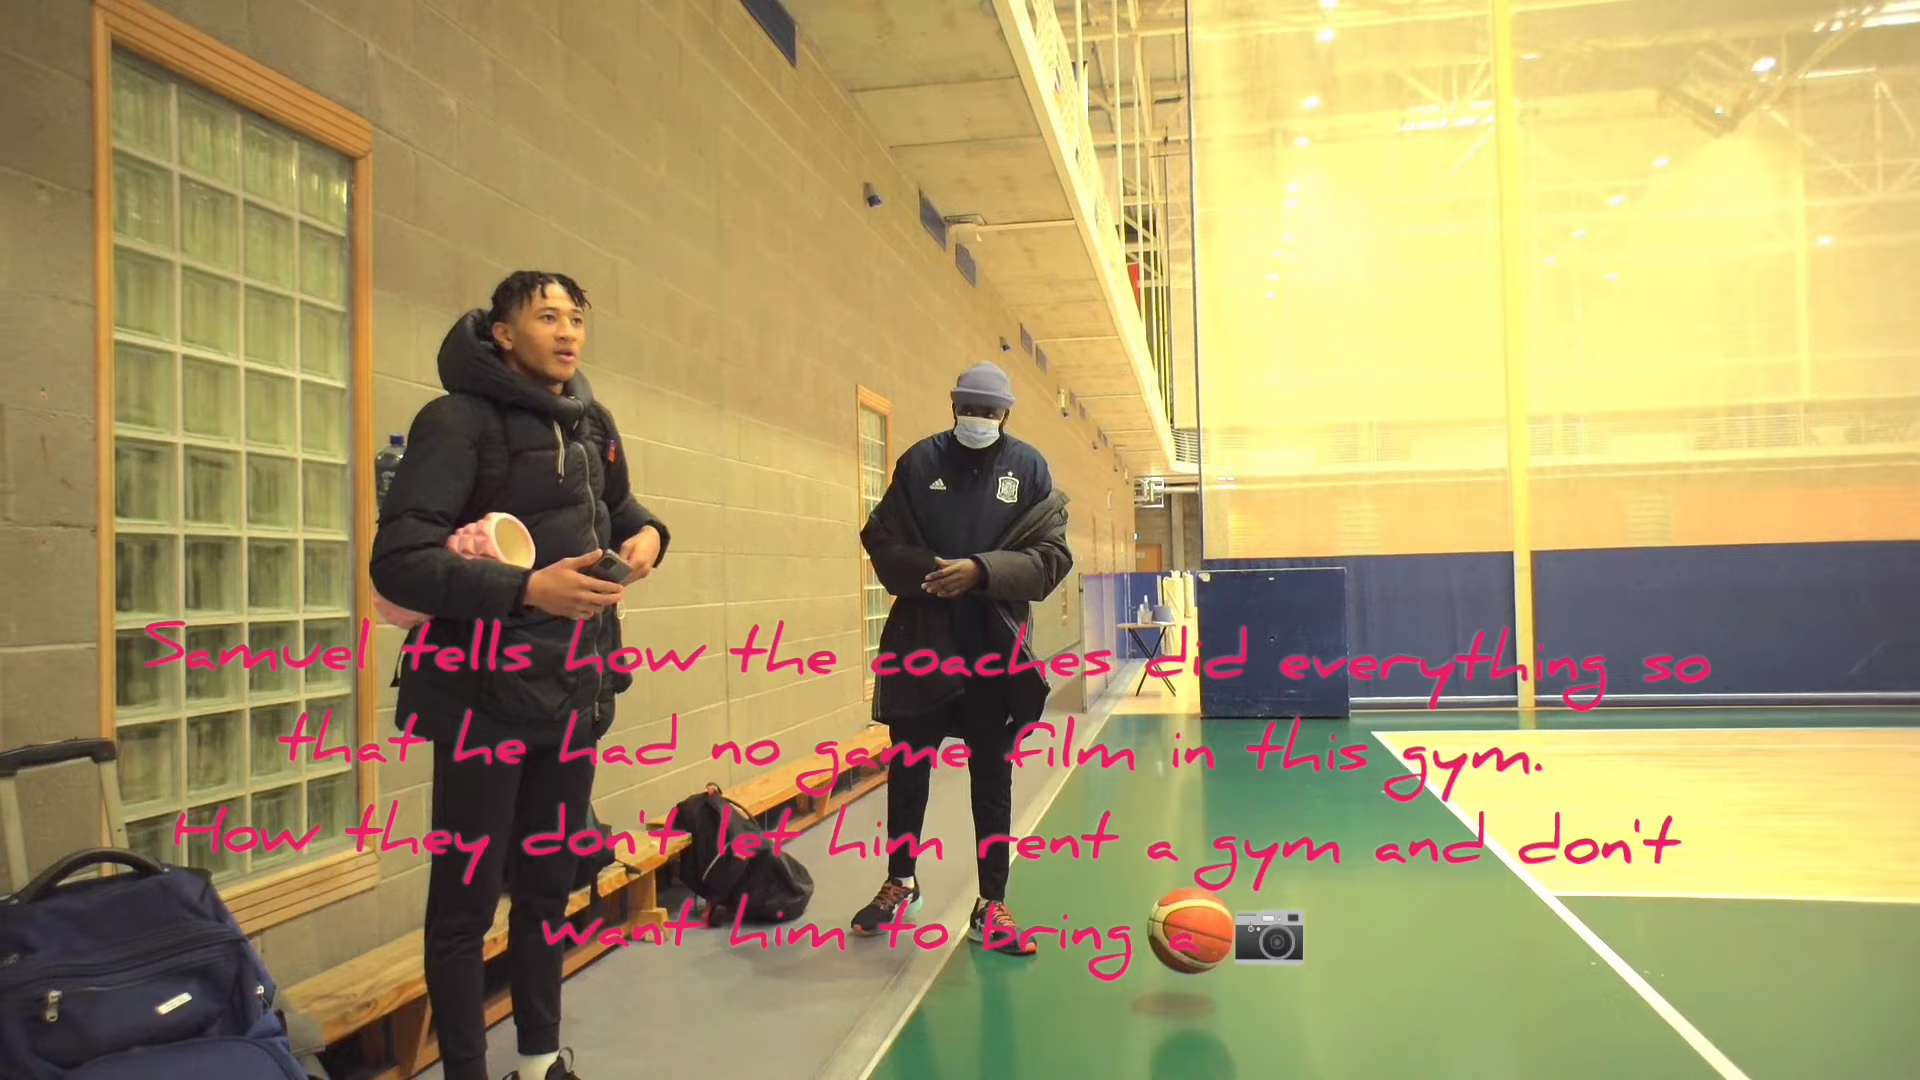 Samuel tells how the coaches did everything so
that he had no game film in this gym.
How they don't let him rent a gym and don't
want him to bring a 📷